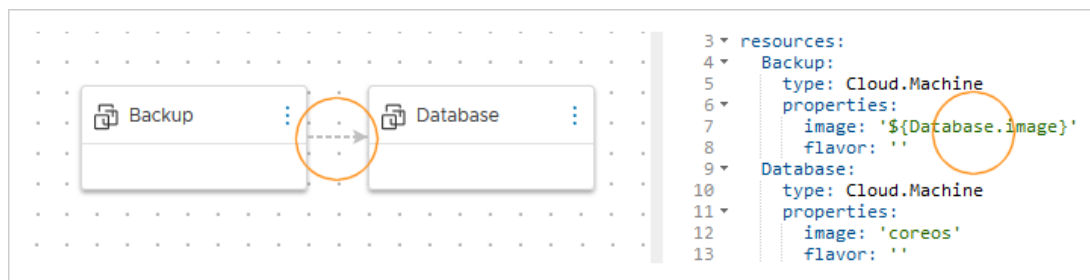 Backup
Database
3 resources:
4 Backup:
5 type: Cloud.Machine
6 properties:
7 image: '${Database.image}'
8 flavor: ''
9 Database:
10 type: Cloud.Machine
11 properties:
12 image: 'coreos'
13 flavor: ''